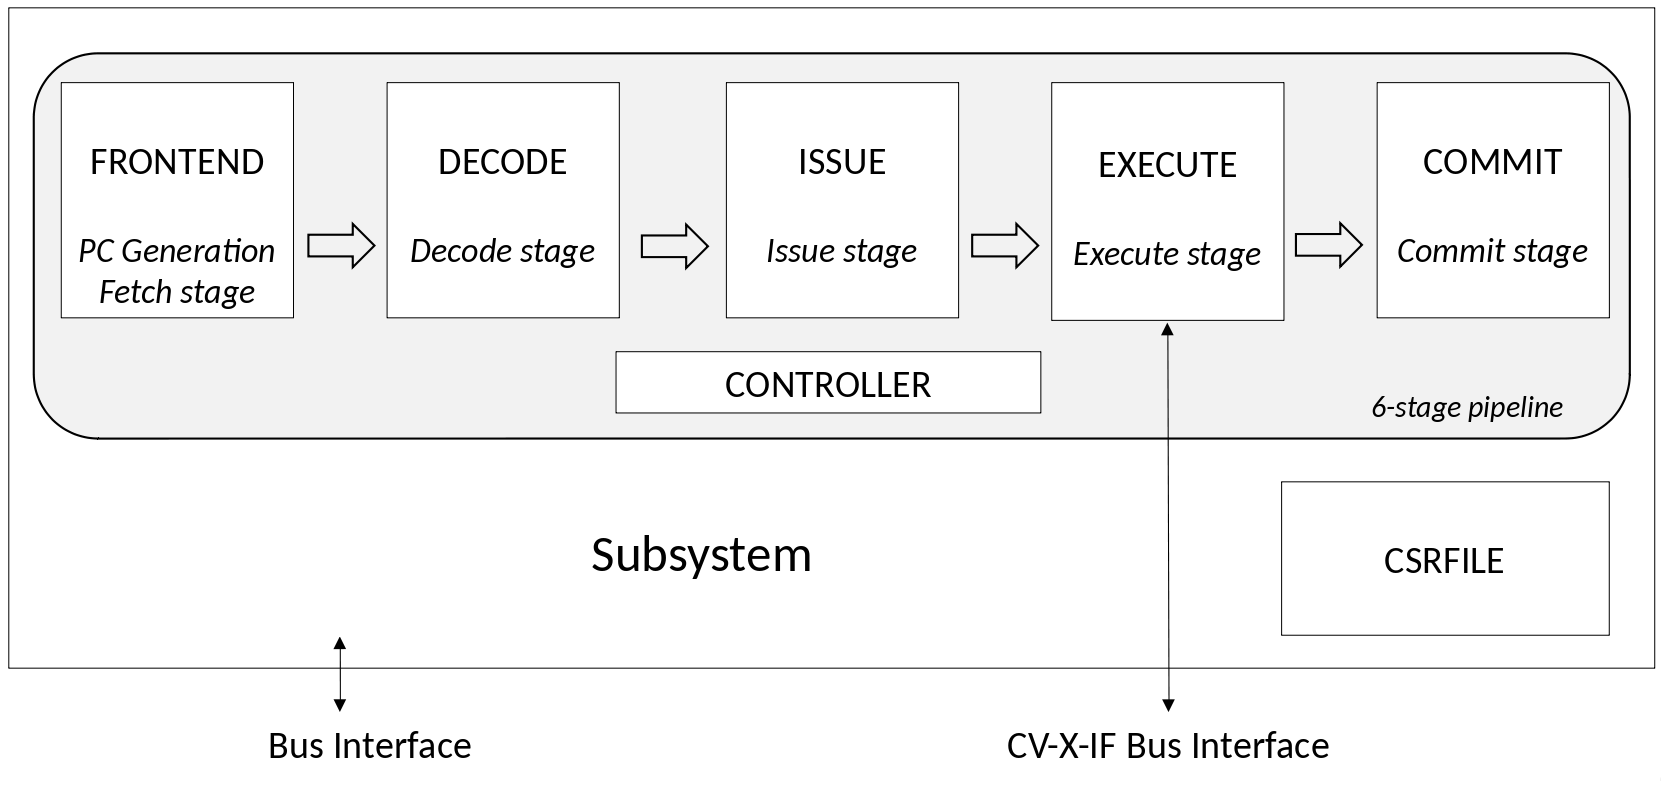 FRONTEND
PC Generation
Fetch stage
DECODE
Decode stage
ISSUE
Issue stage
EXECUTE
Execute stage
COMMIT
Commit stage
CONTROLLER
6-stage pipeline
Subsystem
CSRFILE
Bus Interface
CV-X-IF Bus Interface